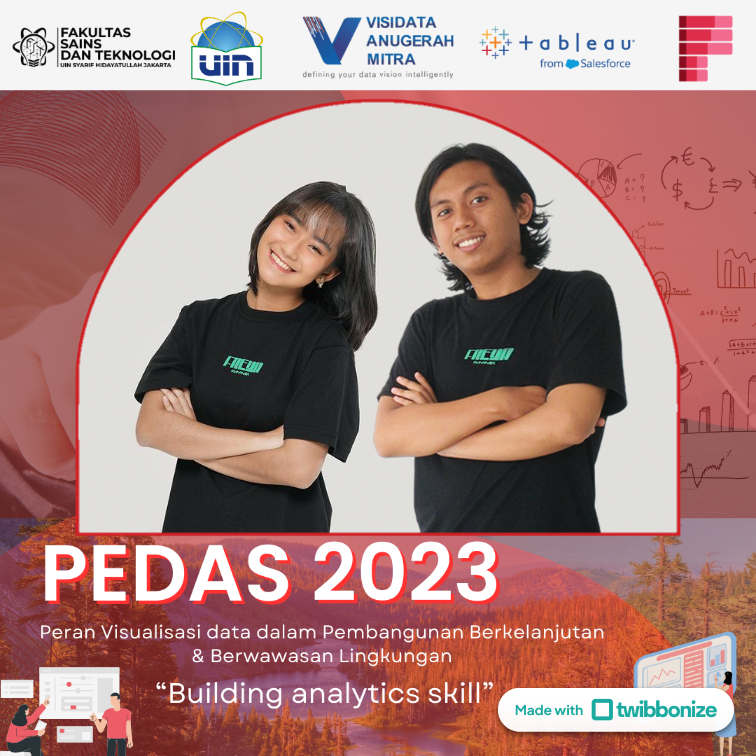 FAKULTAS
SAINS
DAN TEKNOLOGI
UIN SYARIF HIDAYATULLAH JAKARTA
UIN
VISIDATA
ANUGERAH
MITRA
defining your data vision intelligently
tableau
from Salesforce
PEDAS 2023
Peran Visualisasi data dalam Pembangunan Berkelanjutan
& Berwawasan Lingkungan
“Building analytics skill”
Made with twibbonize